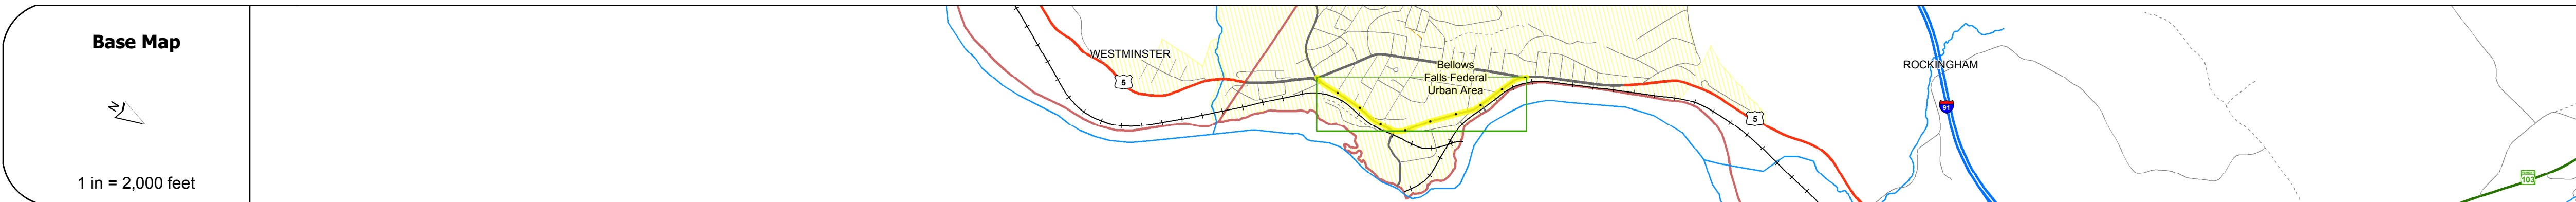 Base Map
N
1 in = 2,000 feet
WESTMINSTER
5
Bellows
Falls Federal
Urban Area
5
ROCKINGHAM
91
103